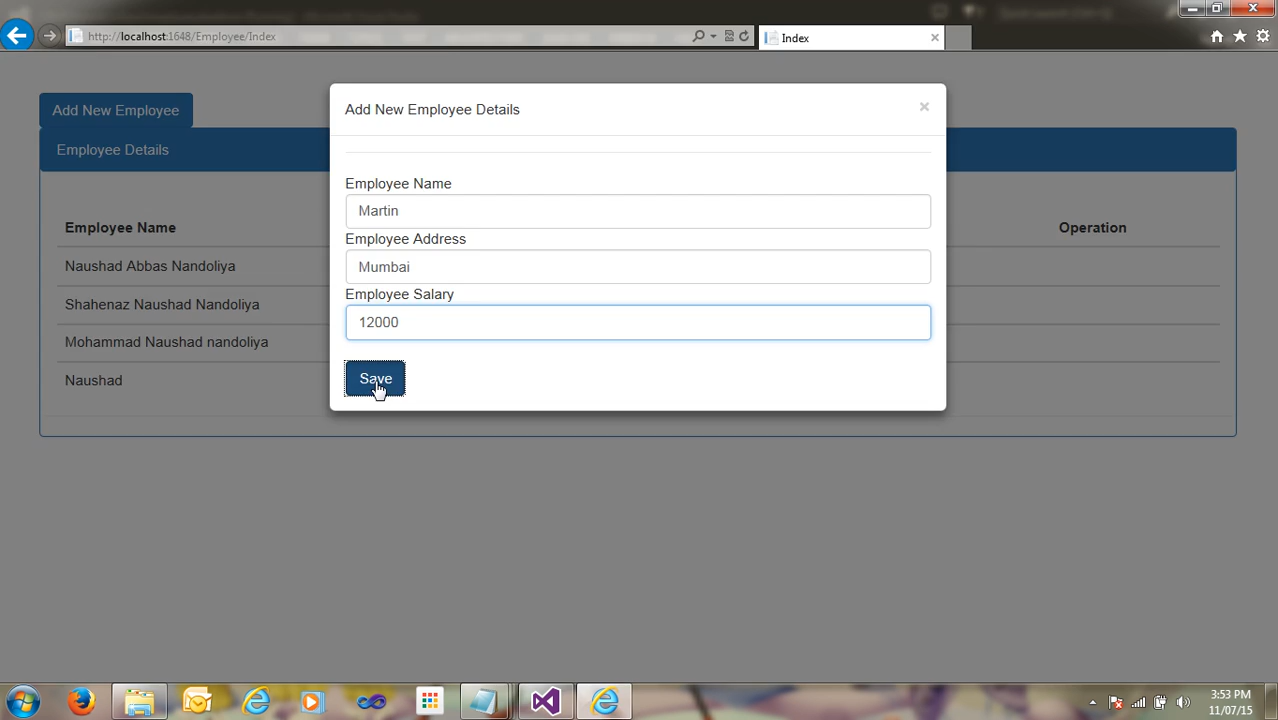 http://localhost:1648/Employee/Index
Index
Add New Employee
Employee Details
Employee Name
Operation
Naushad Abbas Nandoliya
Shahenaz Naushad Nandoliya
Mohammad Naushad nandoliya
Naushad
Add New Employee Details
×
Employee Name
Martin
Employee Address
Mumbai
Employee Salary
12000
Save
3:53 PM
11/07/15